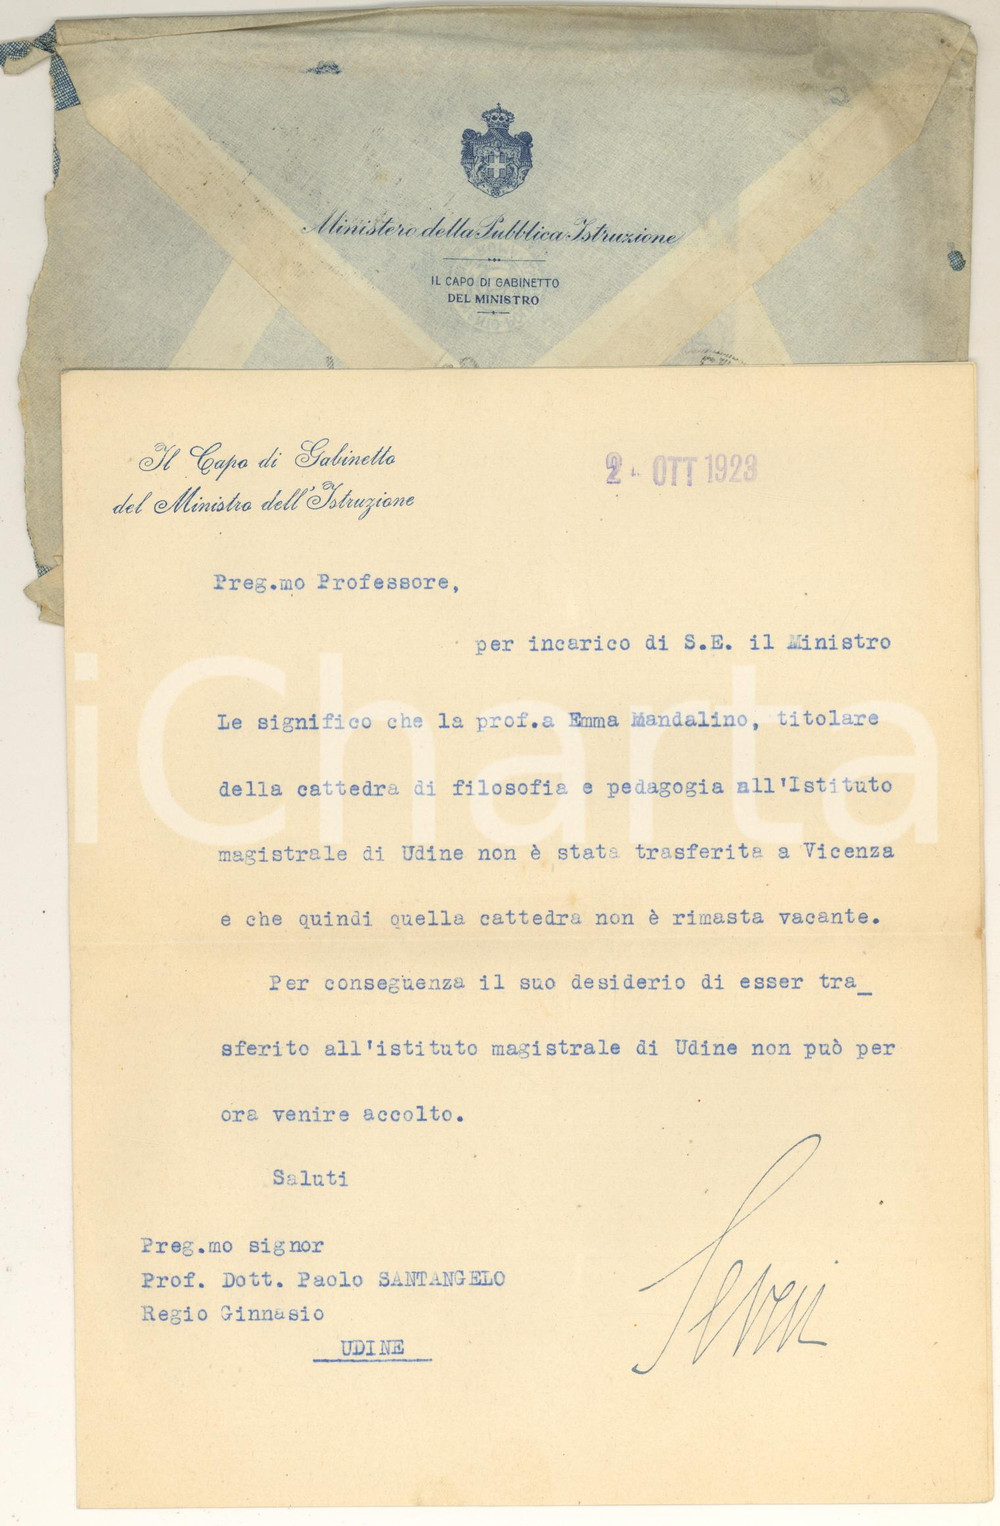 Ministero della Pubblica Istruzione
IL CAPO DI GABINETTO
DEL MINISTRO
Il Capo di Gabinetto
del Ministro dell'Istruzione
2 - OTT 1923
Preg.mo Professore,
per incarico di S.E. il Ministro
Le significo che la prof.a Emma Mandalino, titolare
della cattedra di filosofia e pedagogia all'Istituto
magistrale di Udine non è stata trasferita a Vicenza
e che quindi quella cattedra non è rimasta vacante.
Per conseguenza il suo desiderio di esser tra_
sferito all'istituto magistrale di Udine non può per
ora venire accolto.
Saluti
Preg.mo signor
Prof. Dott. Paolo SANTANGELO
Regio Ginnasio
UDINE
iCharta